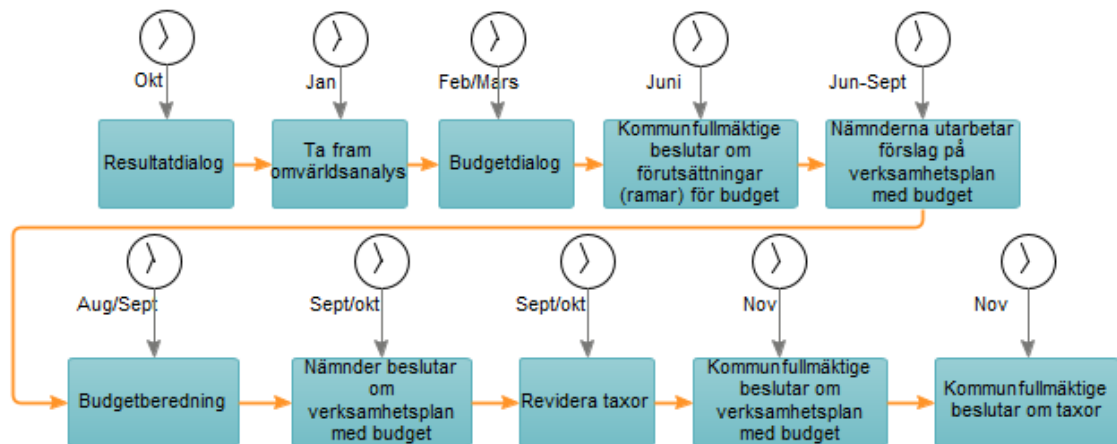 Okt
Jan
Feb/Mars
Juni
Jun-Sept
Resultatdialog
Ta fram
omvärldsanalys
Budgetdialog
Kommunfullmäktige
beslutar om
förutsättningar
(ramar) för budget
Nämnderna utarbetar
förslag på
verksamhetsplan
med budget
Aug/Sept
Sept/okt
Sept/okt
Nov
Nov
Budgetberedning
Nämnder beslutar
om
verksamhetsplan
med budget
Revidera taxor
Kommunfullmäktige
beslutar om
verksamhetsplan
med budget
Kommunfullmäktige
beslutar om taxor